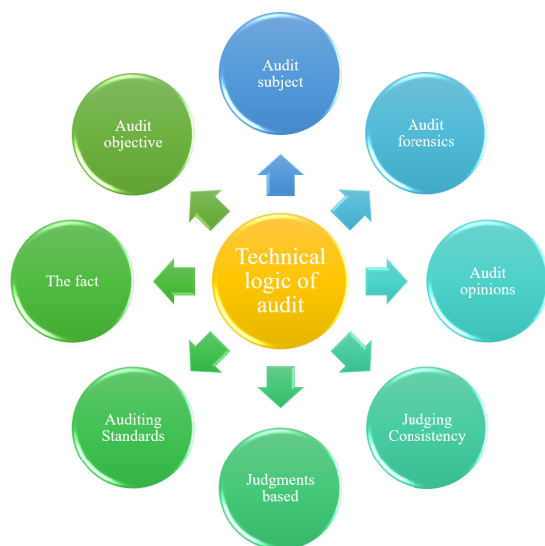 Audit
subject
Audit
objective
Audit
forensics
The fact
Technical
logic of
audit
Audit
opinions
Auditing
Standards
Judging
Consistency
Judgments
based